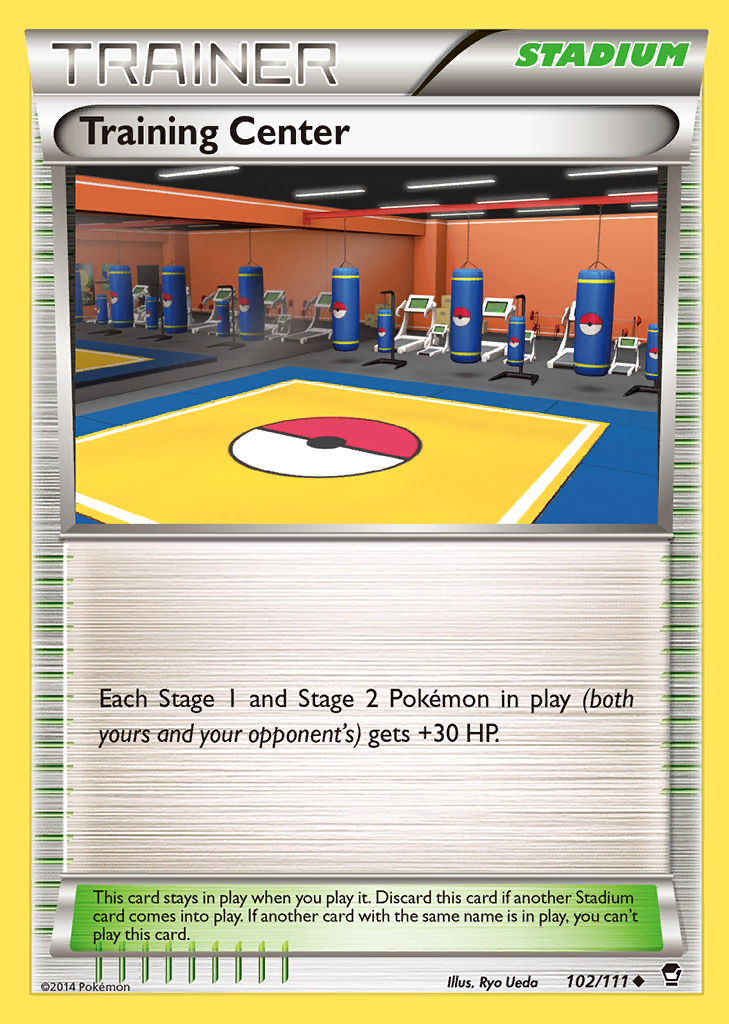 TRAINER
STADIUM
Training Center
Each Stage 1 and Stage 2 Pokémon in play (both
yours and your opponent's) gets +30 HP.
This card stays in play when you play it. Discard this card if another Stadium
card comes into play. If another card with the same name is in play, you can't
play this card.
©2014 Pokémon
Illus. Ryo Ueda
102/111